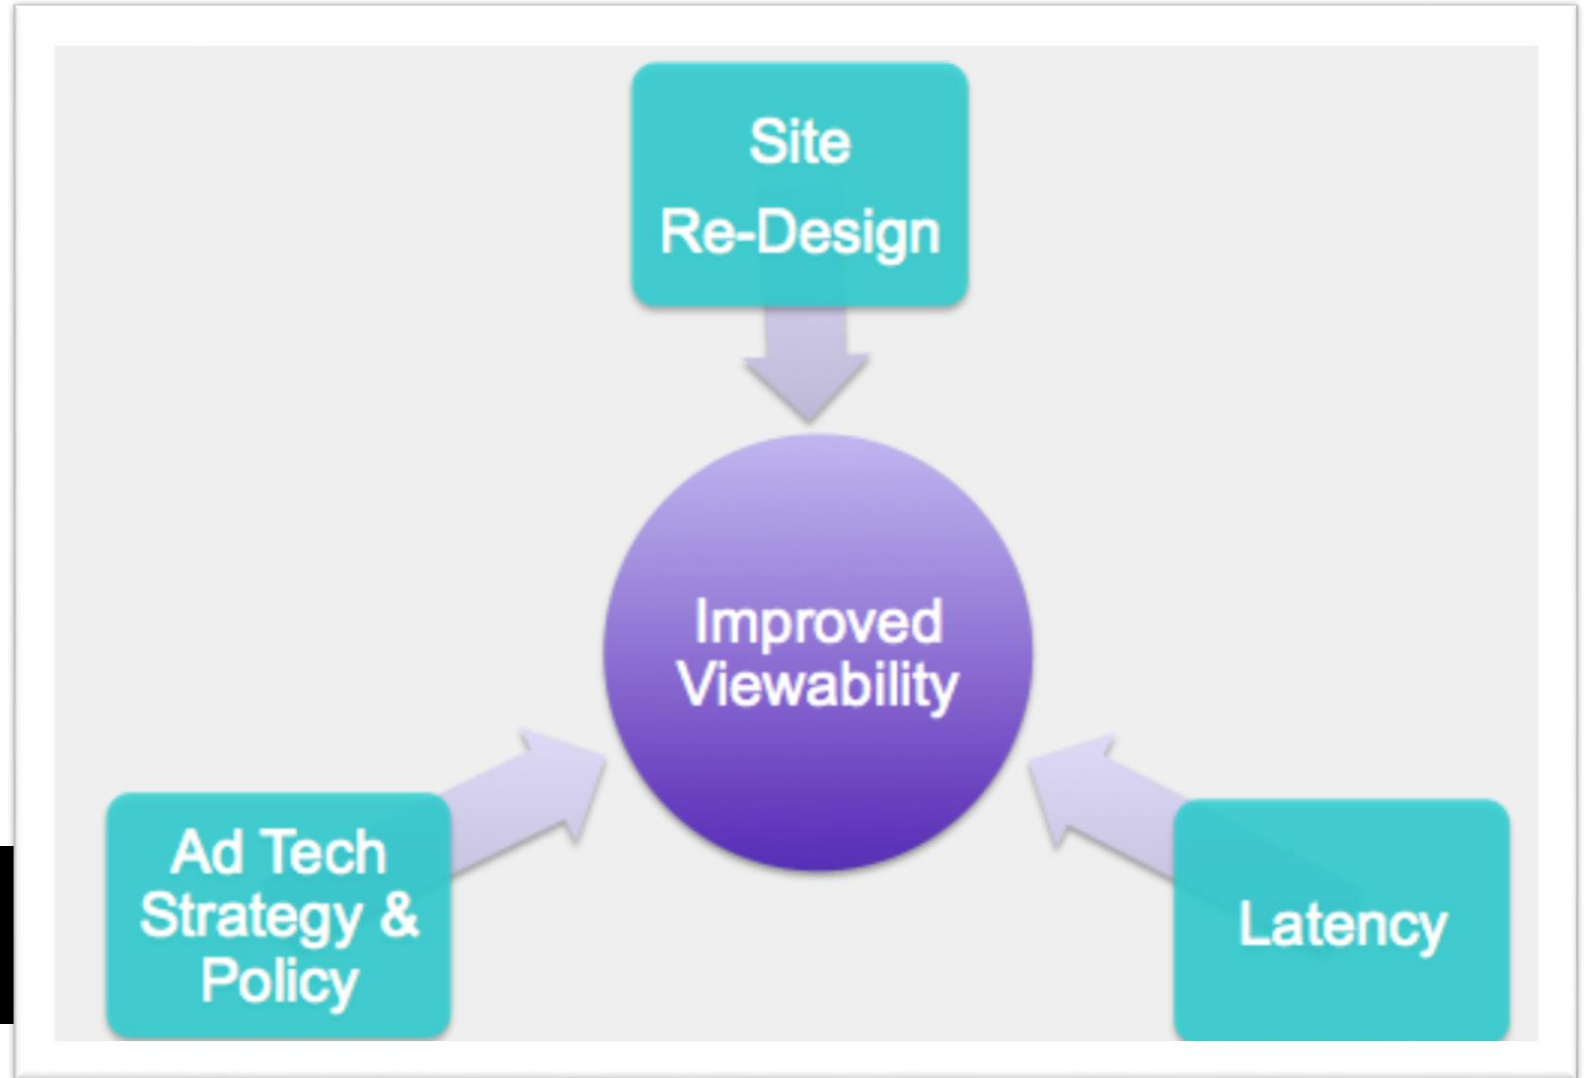 Site
Re-Design
Improved
Viewability
Ad Tech
Strategy &
Policy
Latency